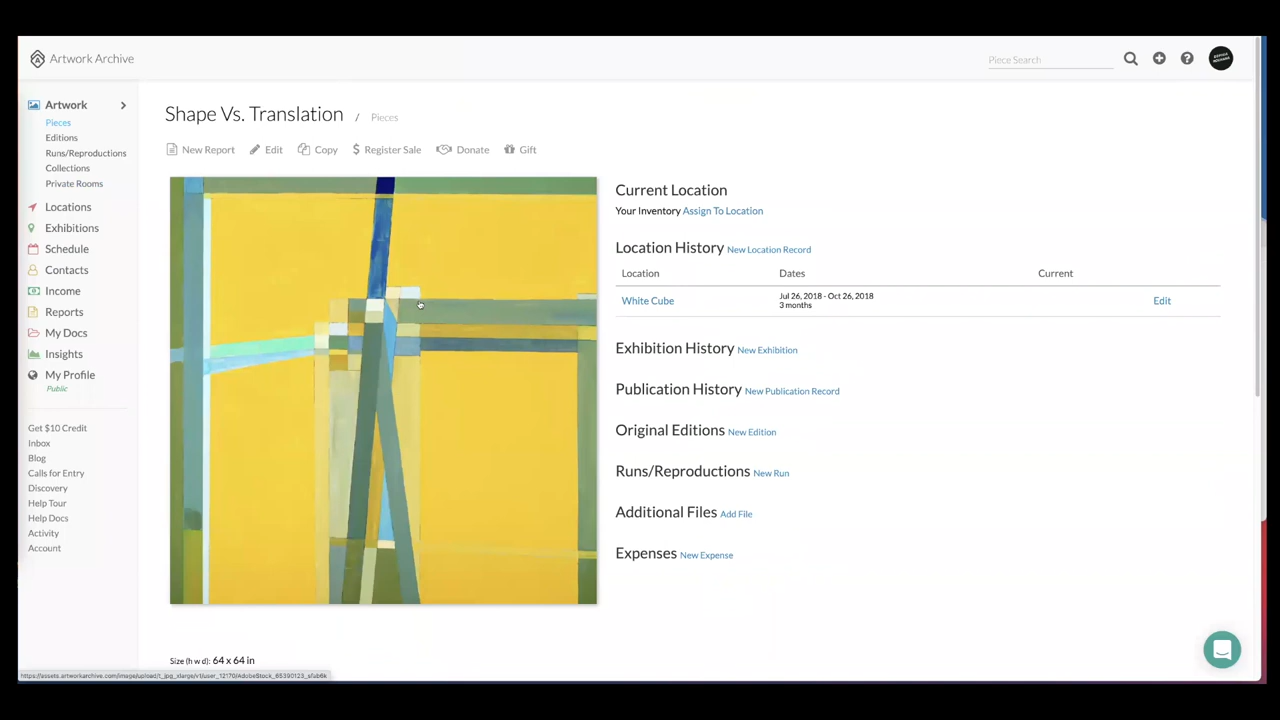 Artwork Archive
Piece Search
Artwork
Pieces
Editions
Runs/Reproductions
Collections
Private Rooms
Locations
Exhibitions
Schedule
Contacts
Income
Reports
My Docs
Insights
My Profile
Public
Get $10 Credit
Inbox
Blog
Calls for Entry
Discovery
Help Tour
Help Docs
Activity
Account
Shape Vs. Translation / Pieces
New Report Edit Copy $ Register Sale Donate Gift
Current Location
Your Inventory Assign To Location
Location History New Location Record
Location Dates Current
White Cube Jul 26, 2018 - Oct 26, 2018 Edit
3 months
Exhibition History New Exhibition
Publication History New Publication Record
Original Editions New Edition
Runs/Reproductions New Run
Additional Files Add File
Expenses New Expense
Size (h w d): 64 x 64 in